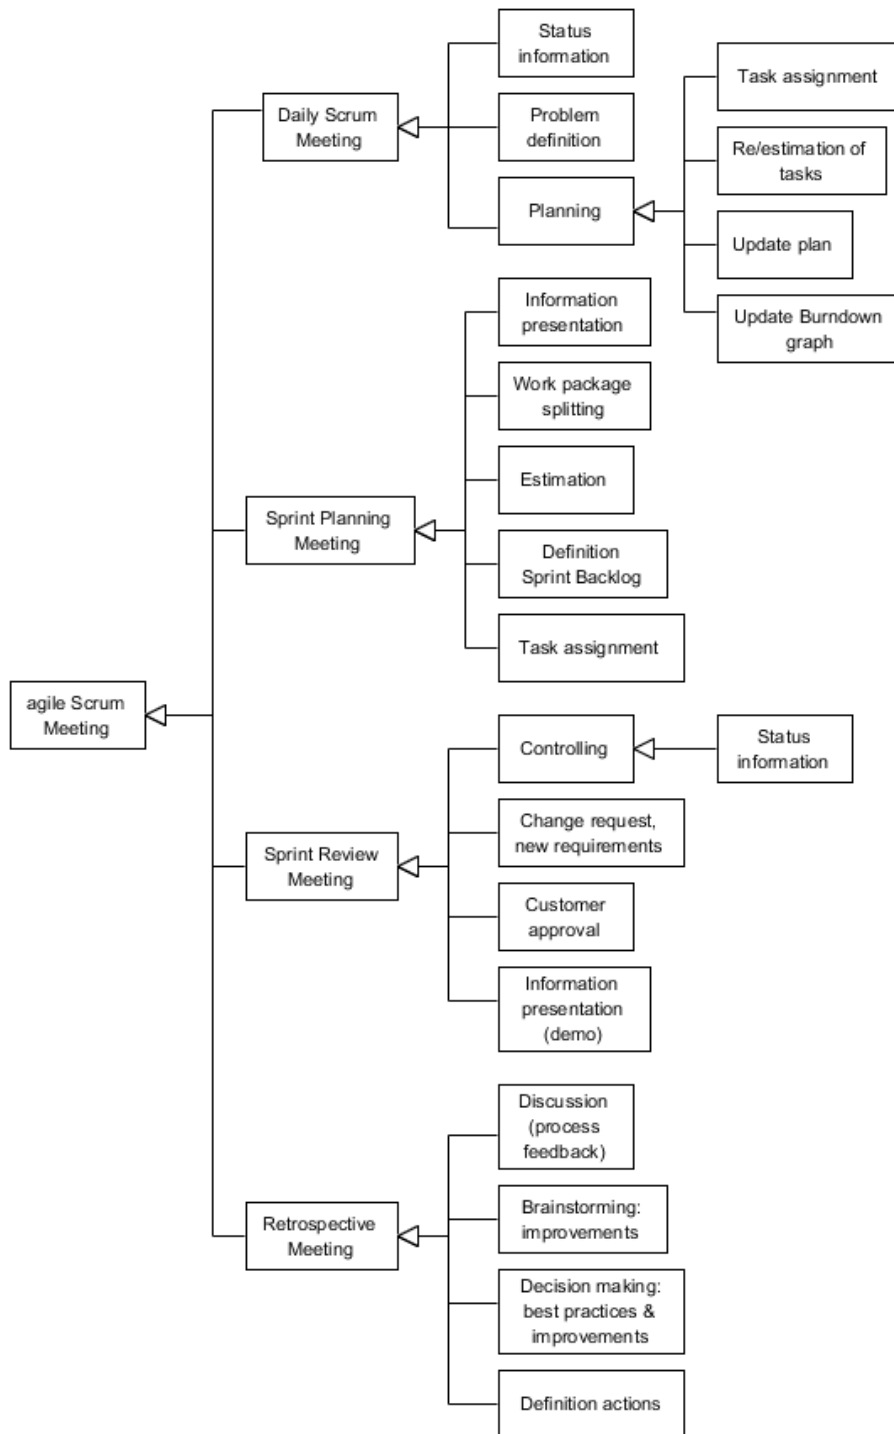 Status
information
Task assignment
Daily Scrum
Meeting
Problem
definition
Re/estimation of
tasks
Planning
Update plan
Information
presentation
Update Burndown
graph
Work package
splitting
Estimation
Sprint Planning
Meeting
Definition
Sprint Backlog
Task assignment
agile Scrum
Meeting
Controlling
Status
information
Change request,
new requirements
Sprint Review
Meeting
Customer
approval
Information
presentation
(demo)
Discussion
(process
feedback)
Brainstorming:
improvements
Retrospective
Meeting
Decision making:
best practices &
improvements
Definition actions